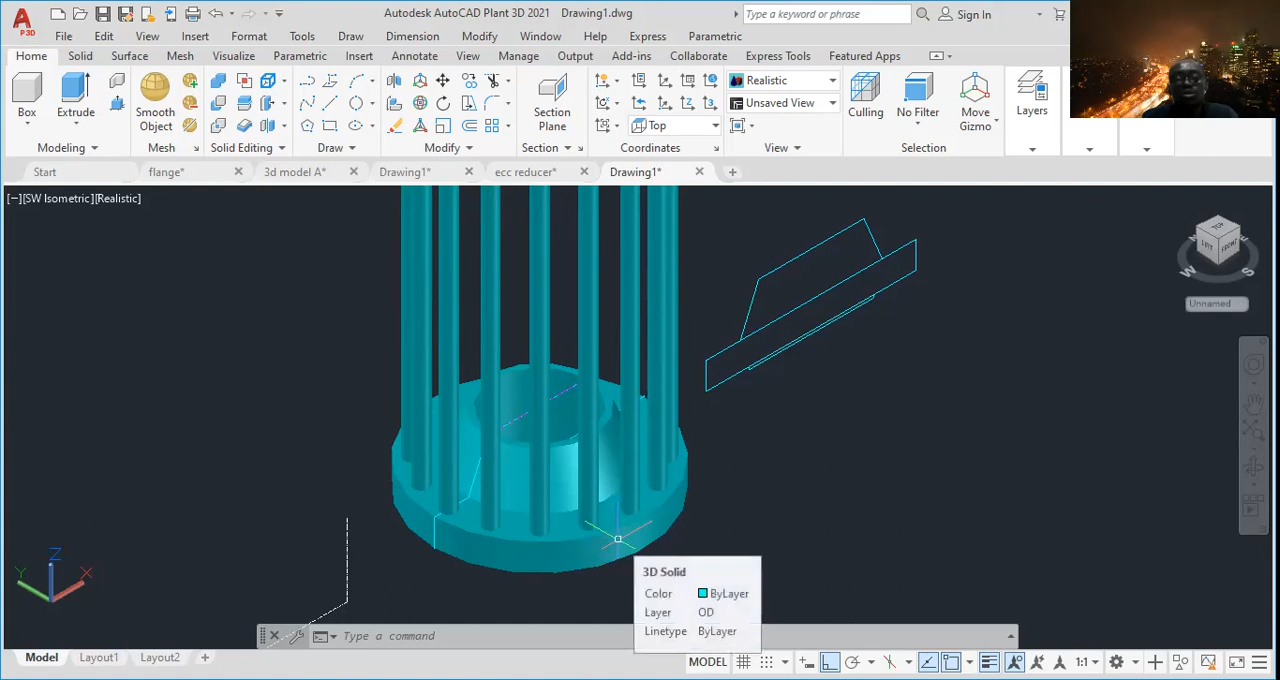 Autodesk AutoCAD Plant 3D 2021 Drawing1.dwg
Type a keyword or phrase
Sign In
A
P3D
File Edit View Insert Format Tools Draw Dimension Modify Window Help Express Parametric
Home Solid Surface Mesh Visualize Parametric Insert Annotate View Manage Output Add-ins Collaborate Express Tools Featured Apps
Box
Extrude
Smooth
Object
Section
Plane
Top
Realistic
Unsaved View
Culling
No Filter
Move
Gizmo
Layers
Modeling Mesh Solid Editing Draw Modify Section Coordinates View Selection
Start flange* 3d model A* Drawing1* ecc reducer* Drawing1*
[−][SW Isometric][Realistic]
TOP
LEFT FRONT
W S
Unnamed
Z
Y X
3D Solid
Color ByLayer
Layer OD
Linetype ByLayer
Type a command
Model Layout1 Layout2 +
MODEL 1:1